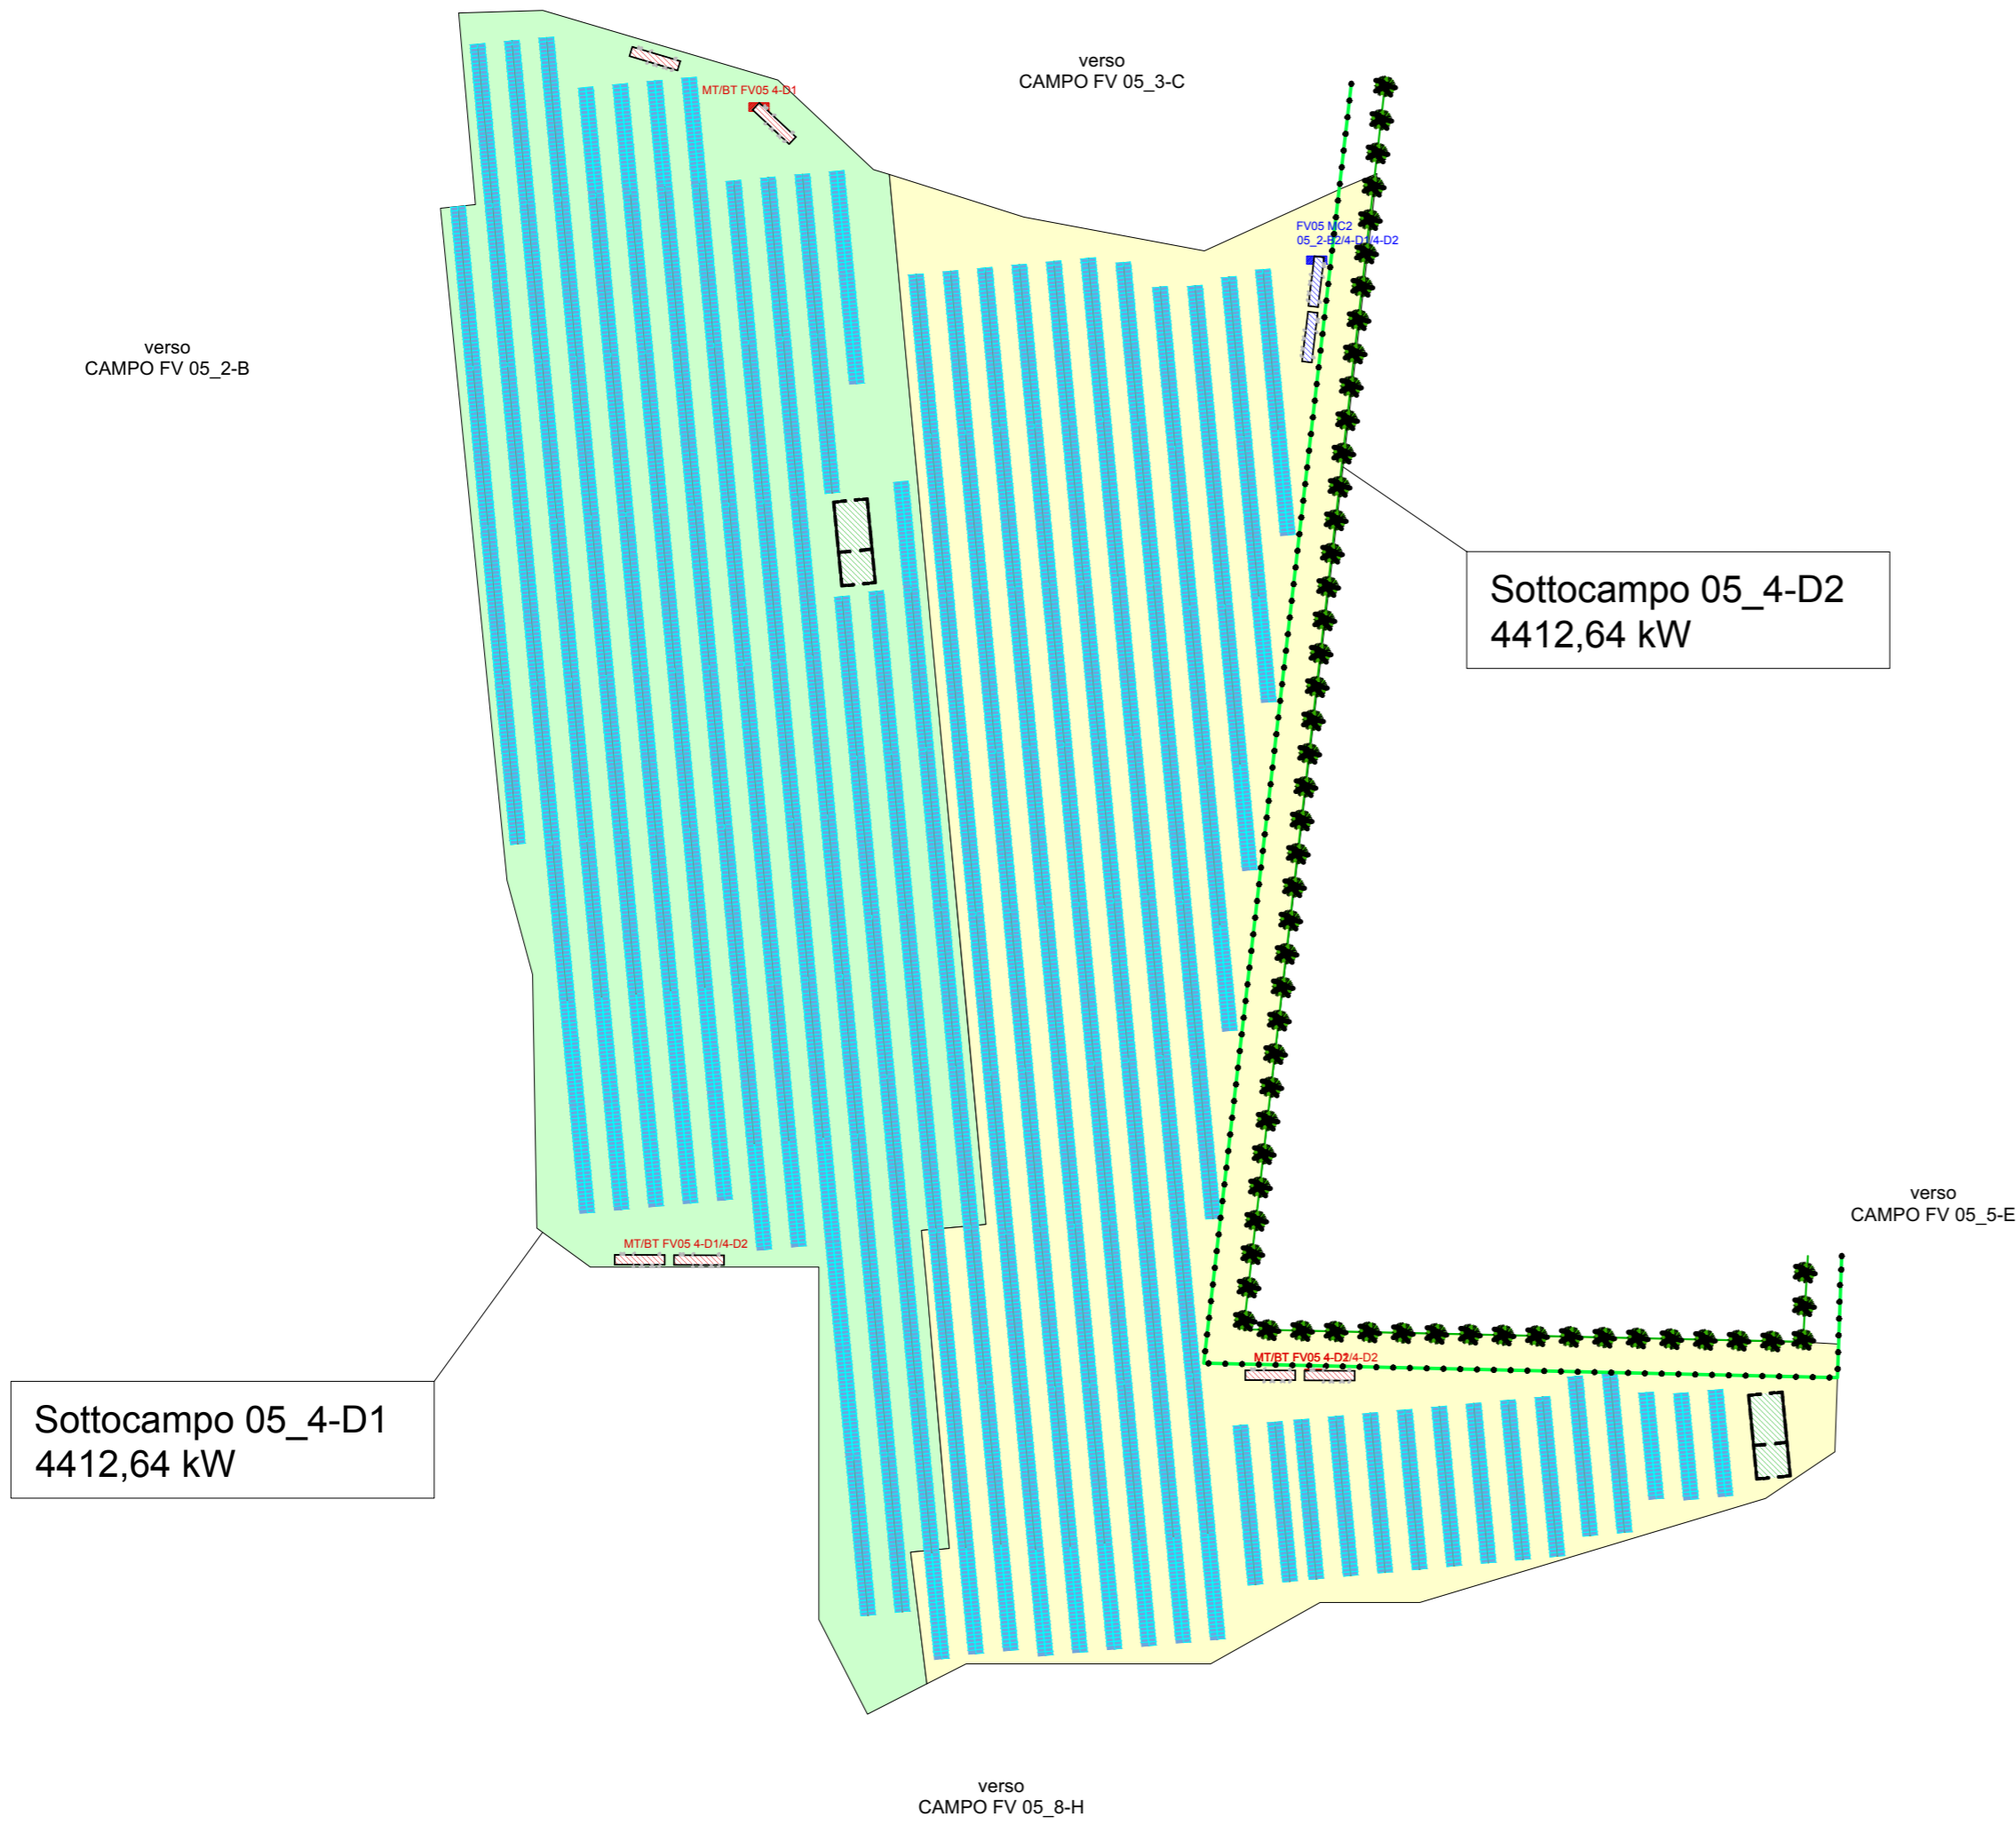 verso
CAMPO FV 05_3-C
MT/BT FV05 4-D1
FV05 MC2
05_2-B2/4-D1/4-D2
verso
CAMPO FV 05_2-B
Sottocampo 05_4-D2
4412,64 kW
verso
CAMPO FV 05_5-E
MT/BT FV05 4-D1/4-D2
MT/BT FV05 4-D1/4-D2
Sottocampo 05_4-D1
4412,64 kW
verso
CAMPO FV 05_8-H